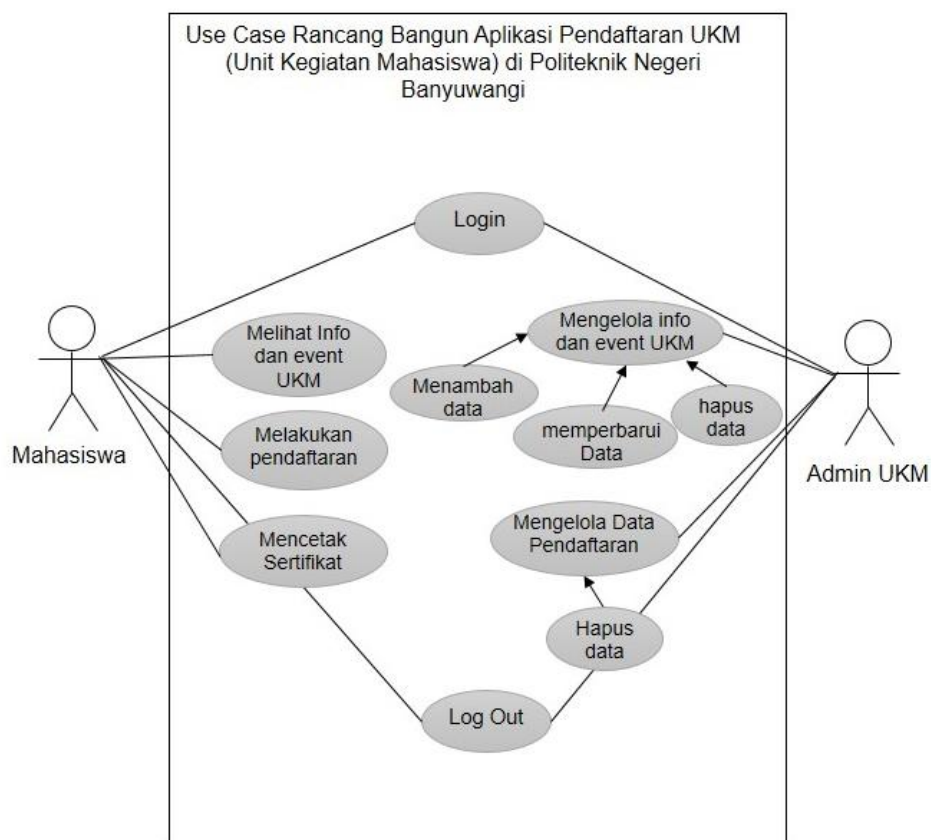 Use Case Rancang Bangun Aplikasi Pendaftaran UKM
(Unit Kegiatan Mahasiswa) di Politeknik Negeri
Banyuwangi
Login
Melihat Info
dan event
UKM
Mengelola info
dan event UKM
Menambah
data
memperbarui
Data
hapus
data
Melakukan
pendaftaran
Mahasiswa
Admin UKM
Mencetak
Sertifikat
Mengelola Data
Pendaftaran
Hapus
data
Log Out